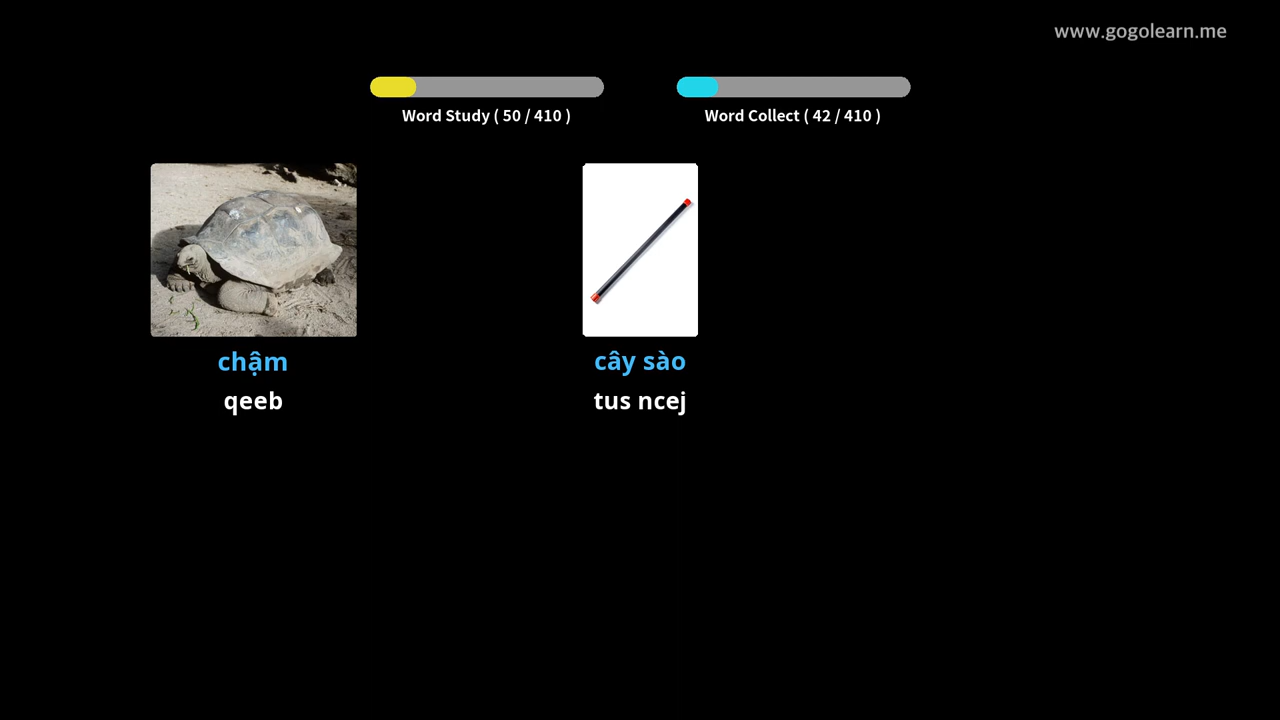 www.gogolearn.me
Word Study ( 50 / 410 )
Word Collect ( 42 / 410 )
chậm
qeeb
cây sào
tus ncej